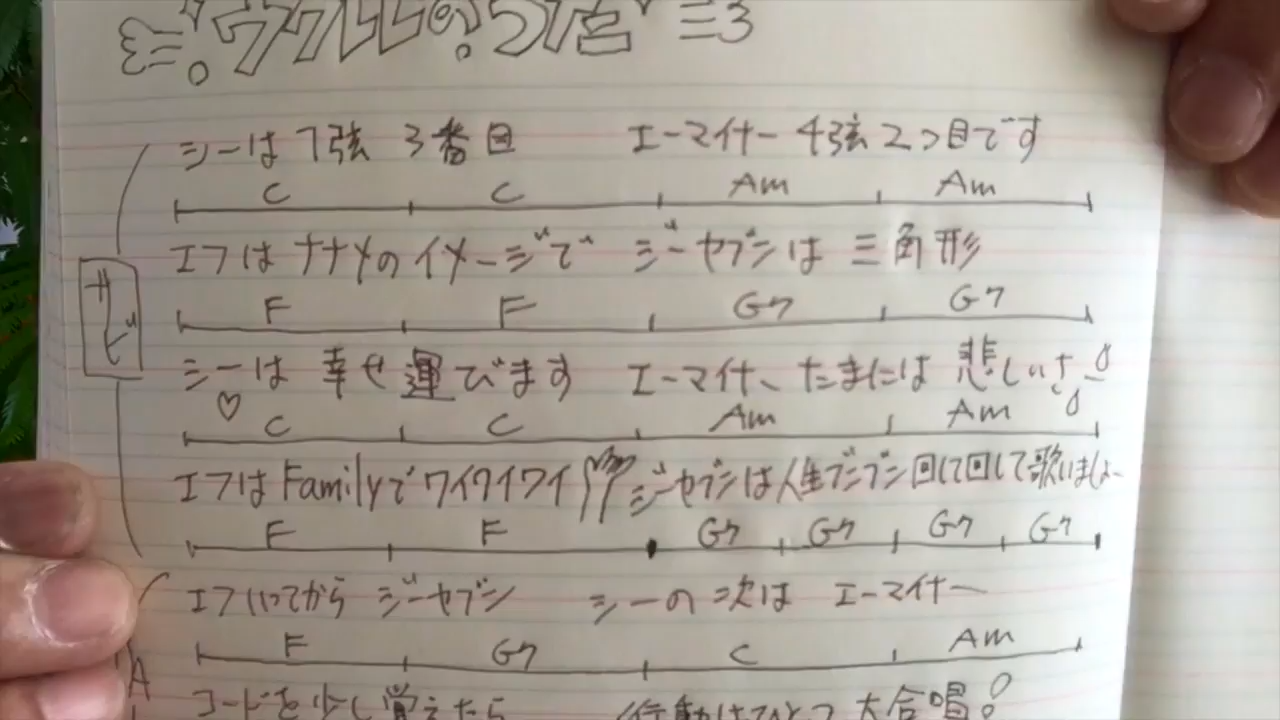 ウクレレのうた
シーは1弦 3番目 エーマイナー 4弦 2つ目です
C C Am Am
エフは ナナメの イメージで ジーセブンは 三角形
F F G7 G7
サビ
シーは 幸せ 運びます エーマイナー たまには 悲しいさ
C C Am Am
エフは Familyで ワイワイワイ ジーセブンは 人生ブンブン 回して回して 歌いましょー
F F G7 G7 G7 G7
エフ いってから ジーセブン シーの 次は エーマイナー
F G7 C Am
A
コードを 少し 覚えたら 行動は ひとつ 大合唱!